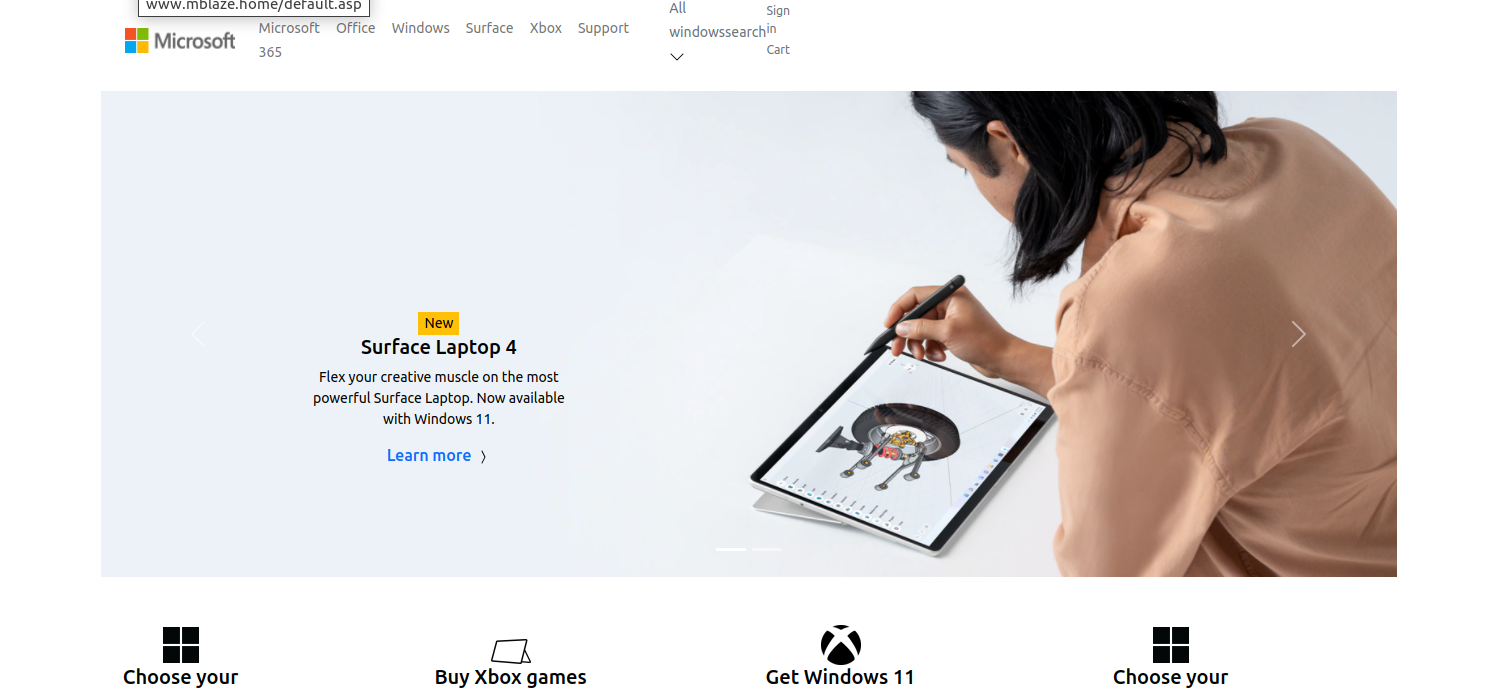 www.mblaze.home/default.asp
Microsoft
Microsoft 365
Office
Windows
Surface
Xbox
Support
All
windowssearch
Sign in
Cart
New
Surface Laptop 4
Flex your creative muscle on the most
powerful Surface Laptop. Now available
with Windows 11.
Learn more
Choose your
Buy Xbox games
Get Windows 11
Choose your